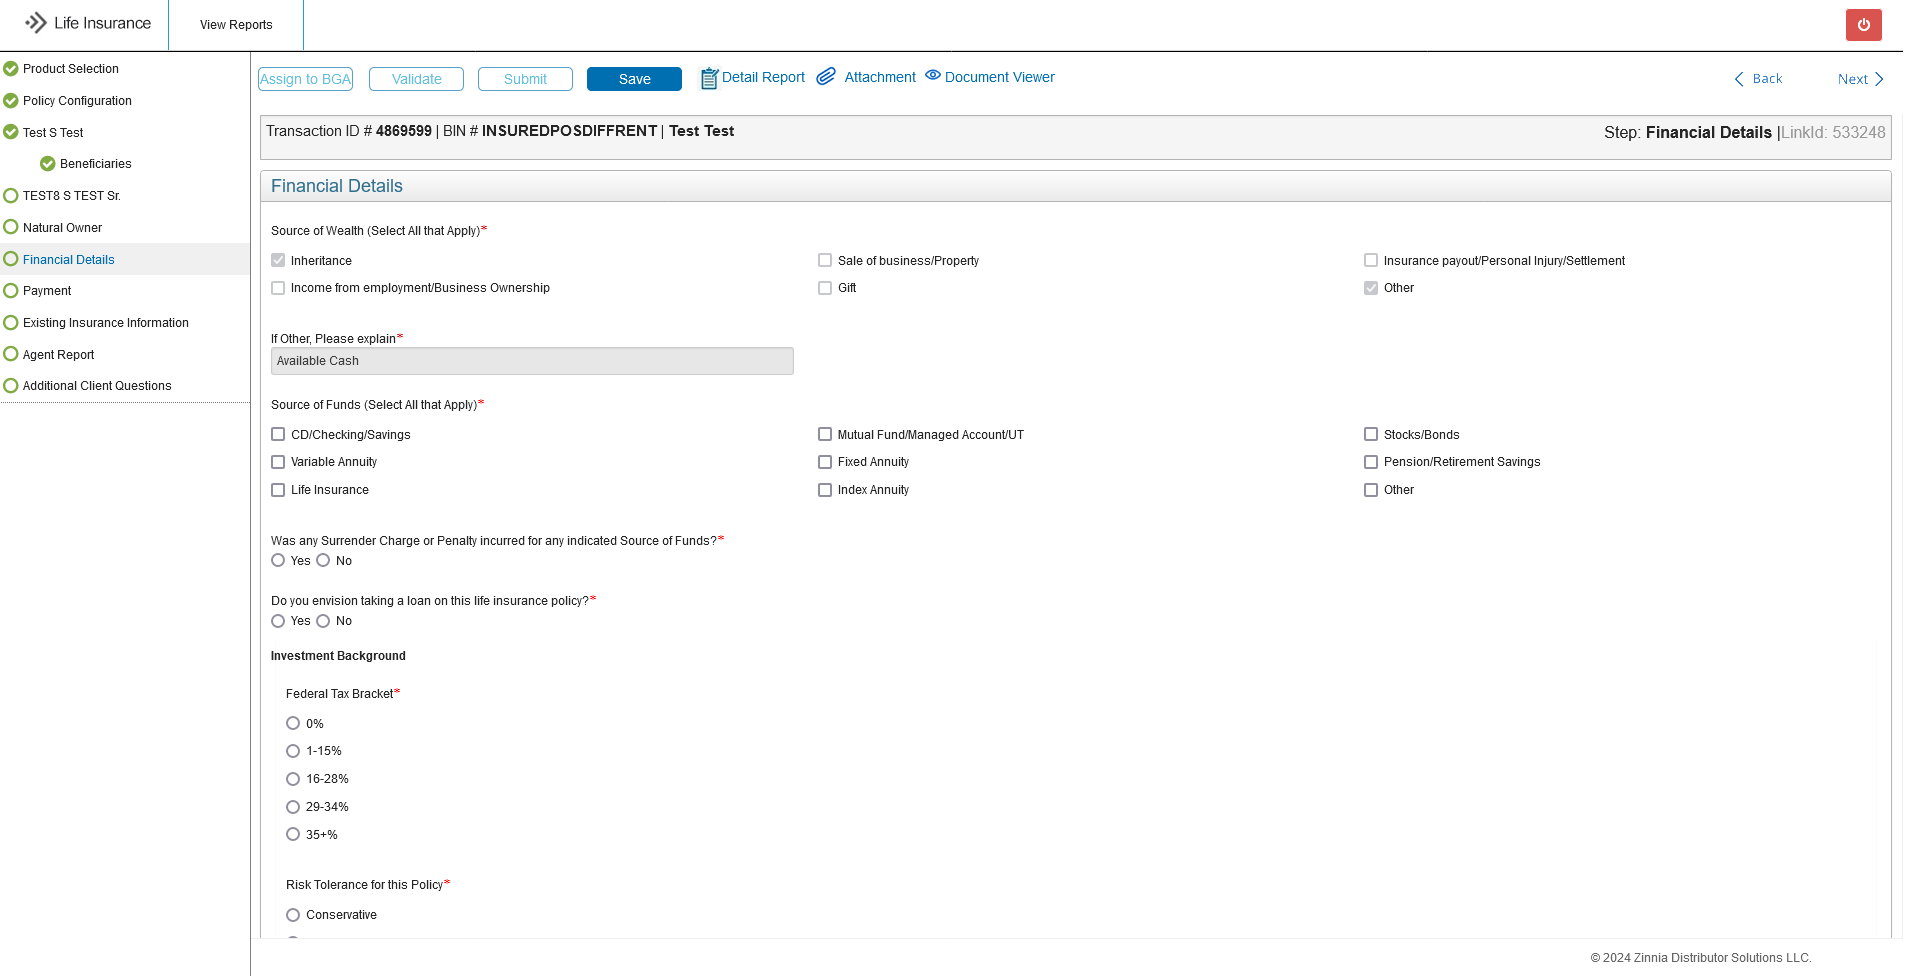 Life Insurance
View Reports
Product Selection
Policy Configuration
Test S Test
Beneficiaries
TEST8 S TEST Sr.
Natural Owner
Financial Details
Payment
Existing Insurance Information
Agent Report
Additional Client Questions
Assign to BGA Validate Submit Save Detail Report Attachment Document Viewer Back Next
Transaction ID # 4869599 | BIN # INSUREDPOSDIFFRENT | Test Test
Step: Financial Details |LinkId: 533248
Financial Details
Source of Wealth (Select All that Apply)*
Inheritance Sale of business/Property Insurance payout/Personal Injury/Settlement
Income from employment/Business Ownership Gift Other
If Other, Please explain*
Available Cash
Source of Funds (Select All that Apply)*
CD/Checking/Savings Mutual Fund/Managed Account/UT Stocks/Bonds
Variable Annuity Fixed Annuity Pension/Retirement Savings
Life Insurance Index Annuity Other
Was any Surrender Charge or Penalty incurred for any indicated Source of Funds?*
Yes No
Do you envision taking a loan on this life insurance policy?*
Yes No
Investment Background
Federal Tax Bracket*
0%
1-15%
16-28%
29-34%
35+%
Risk Tolerance for this Policy*
Conservative
© 2024 Zinnia Distributor Solutions LLC.